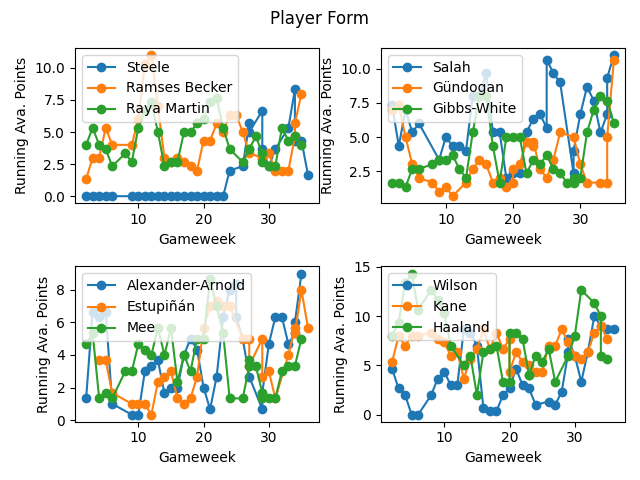 Player Form
Running Ava. Points
10.0
7.5
5.0
2.5
0.0
Steele
Ramses Becker
Raya Martin
10
20
30
Gameweek
Running Ava. Points
10.0
7.5
5.0
2.5
Salah
Gündogan
Gibbs-White
10
20
30
Gameweek
Running Ava. Points
8
6
4
2
0
Alexander-Arnold
Estupiñán
Mee
10
20
30
Gameweek
Running Ava. Points
15
10
5
0
Wilson
Kane
Haaland
10
20
30
Gameweek